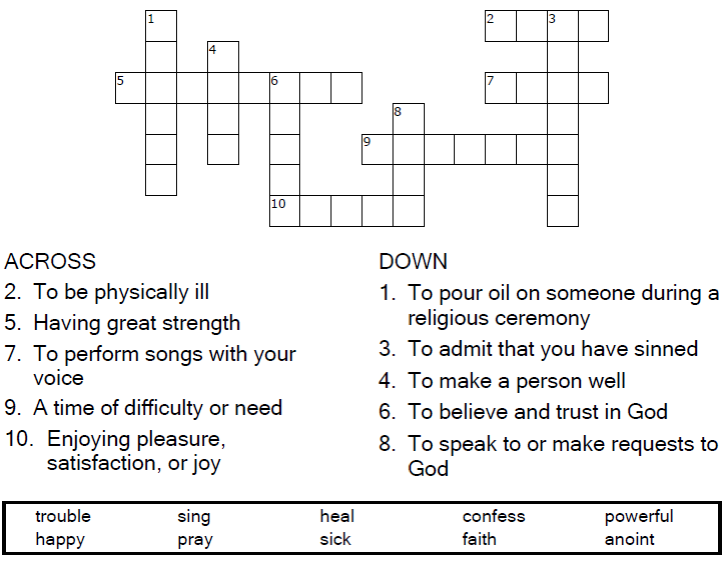 1
2
3
4
5
6
7
8
9
10
ACROSS
2. To be physically ill
5. Having great strength
7. To perform songs with your
voice
9. A time of difficulty or need
10. Enjoying pleasure,
satisfaction, or joy
DOWN
1. To pour oil on someone during a
religious ceremony
3. To admit that you have sinned
4. To make a person well
6. To believe and trust in God
8. To speak to or make requests to
God
trouble sing heal confess powerful
happy pray sick faith anoint